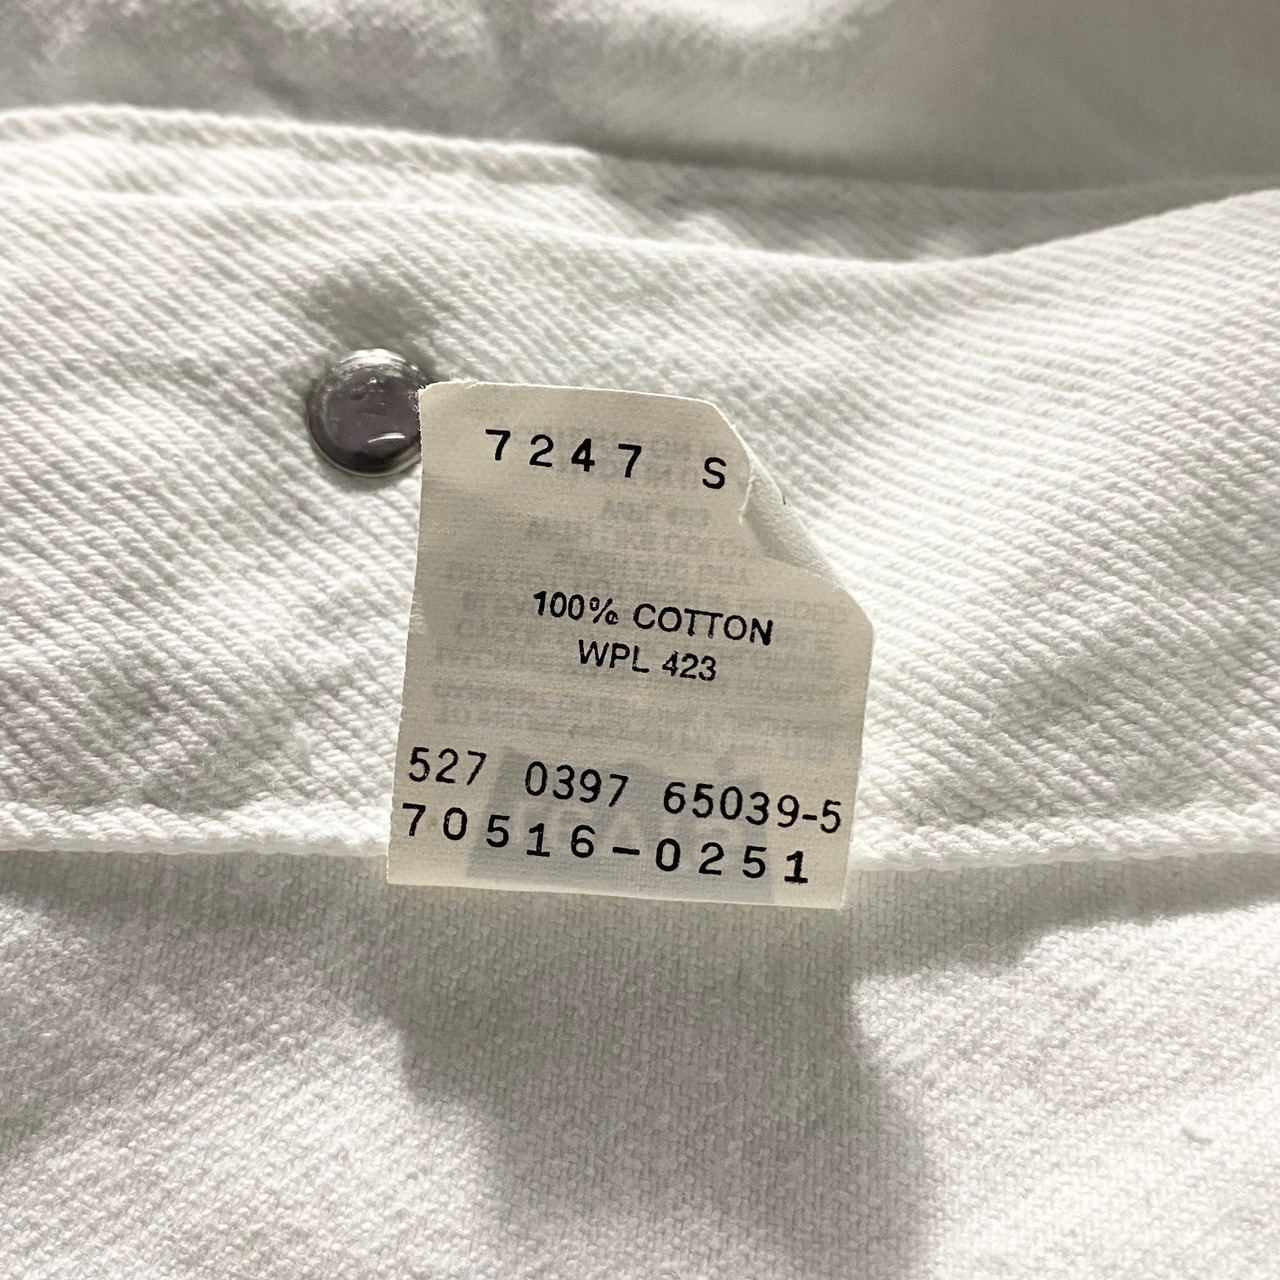 7247 S
100% COTTON
WPL 423
527 0397 65039-5
70516-0251